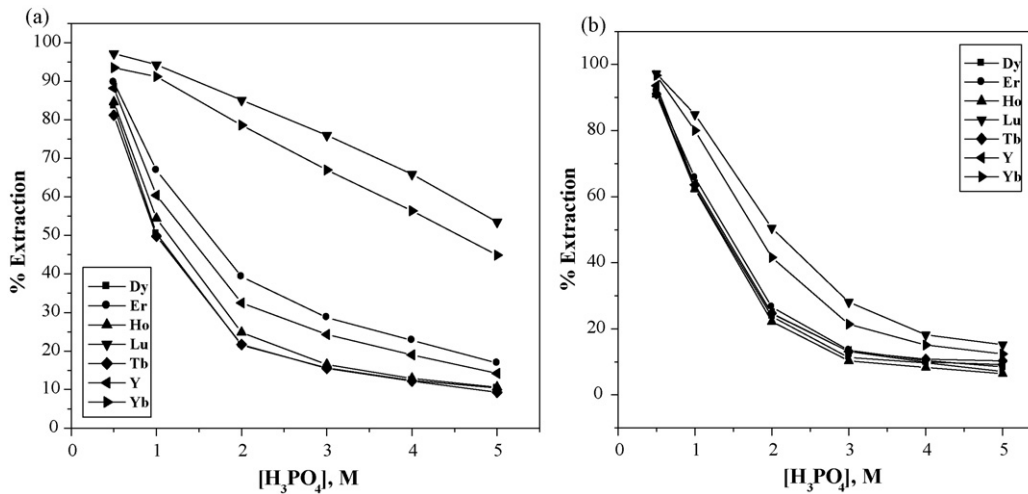 (a)
100
90
80
70
60
50
40
30
20
10
0
% Extraction
Dy
Er
Ho
Lu
Tb
Y
Yb
0 1 2 3 4 5
[H₃PO₄], M
(b)
100
80
60
40
20
0
% Extraction
Dy
Er
Ho
Lu
Tb
Y
Yb
0 1 2 3 4 5
[H₃PO₄], M